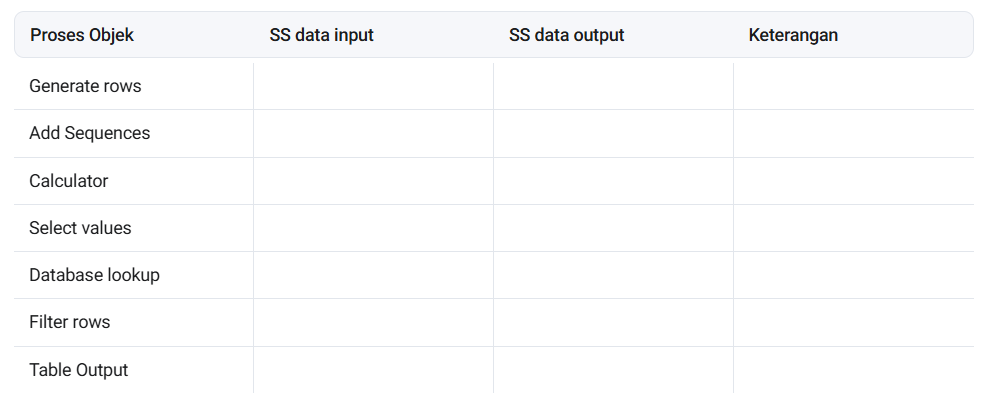 Proses Objek SS data input SS data output Keterangan
Generate rows
Add Sequences
Calculator
Select values
Database lookup
Filter rows
Table Output